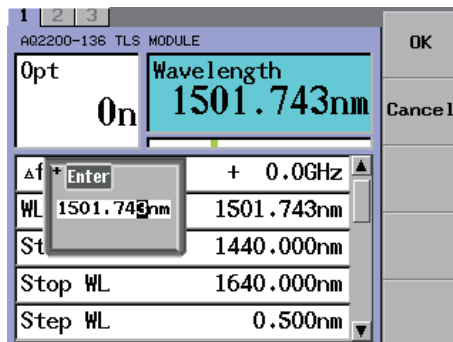 1 2 3
AQ2200-136 TLS MODULE
Opt
On
Wavelength
1501.743nm
OK
Cancel
Δf + 0.0GHz
Enter
1501.743nm
WL 1501.743nm
St 1440.000nm
Stop WL 1640.000nm
Step WL 0.500nm